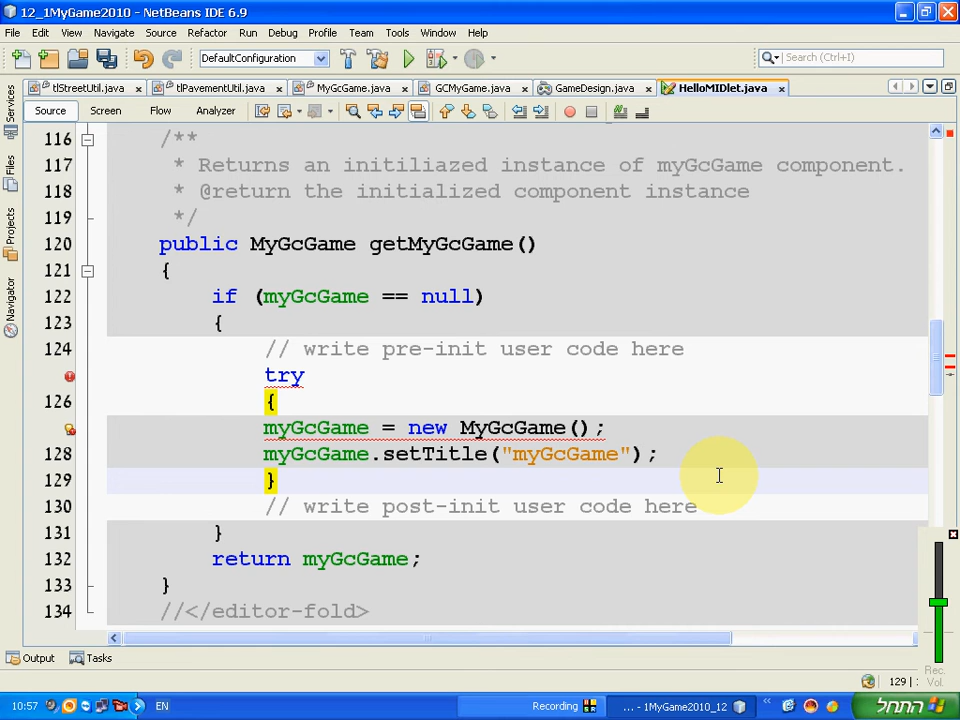 12_1MyGame2010 - NetBeans IDE 6.9
File Edit View Navigate Source Refactor Run Debug Profile Team Tools Window Help
DefaultConfiguration
Search (Ctrl+I)
tlStreetUtil.java tlPavementUtil.java MyGcGame.java GCMyGame.java GameDesign.java HelloMIDlet.java
Source Screen Flow Analyzer
Services
Files
Projects
Navigator
116 /**
117 * Returns an initiliazed instance of myGcGame component.
118 * @return the initialized component instance
119 */
120 public MyGcGame getMyGcGame()
121 {
122 if (myGcGame == null)
123 {
124 // write pre-init user code here
try
126 {
myGcGame = new MyGcGame();
128 myGcGame.setTitle("myGcGame");
129 }
130 // write post-init user code here
131 }
132 return myGcGame;
133 }
134 //</editor-fold>
Output Tasks
Rec.
Vol.
129
10:57 EN Recording ... - 1MyGame2010_12 התחל